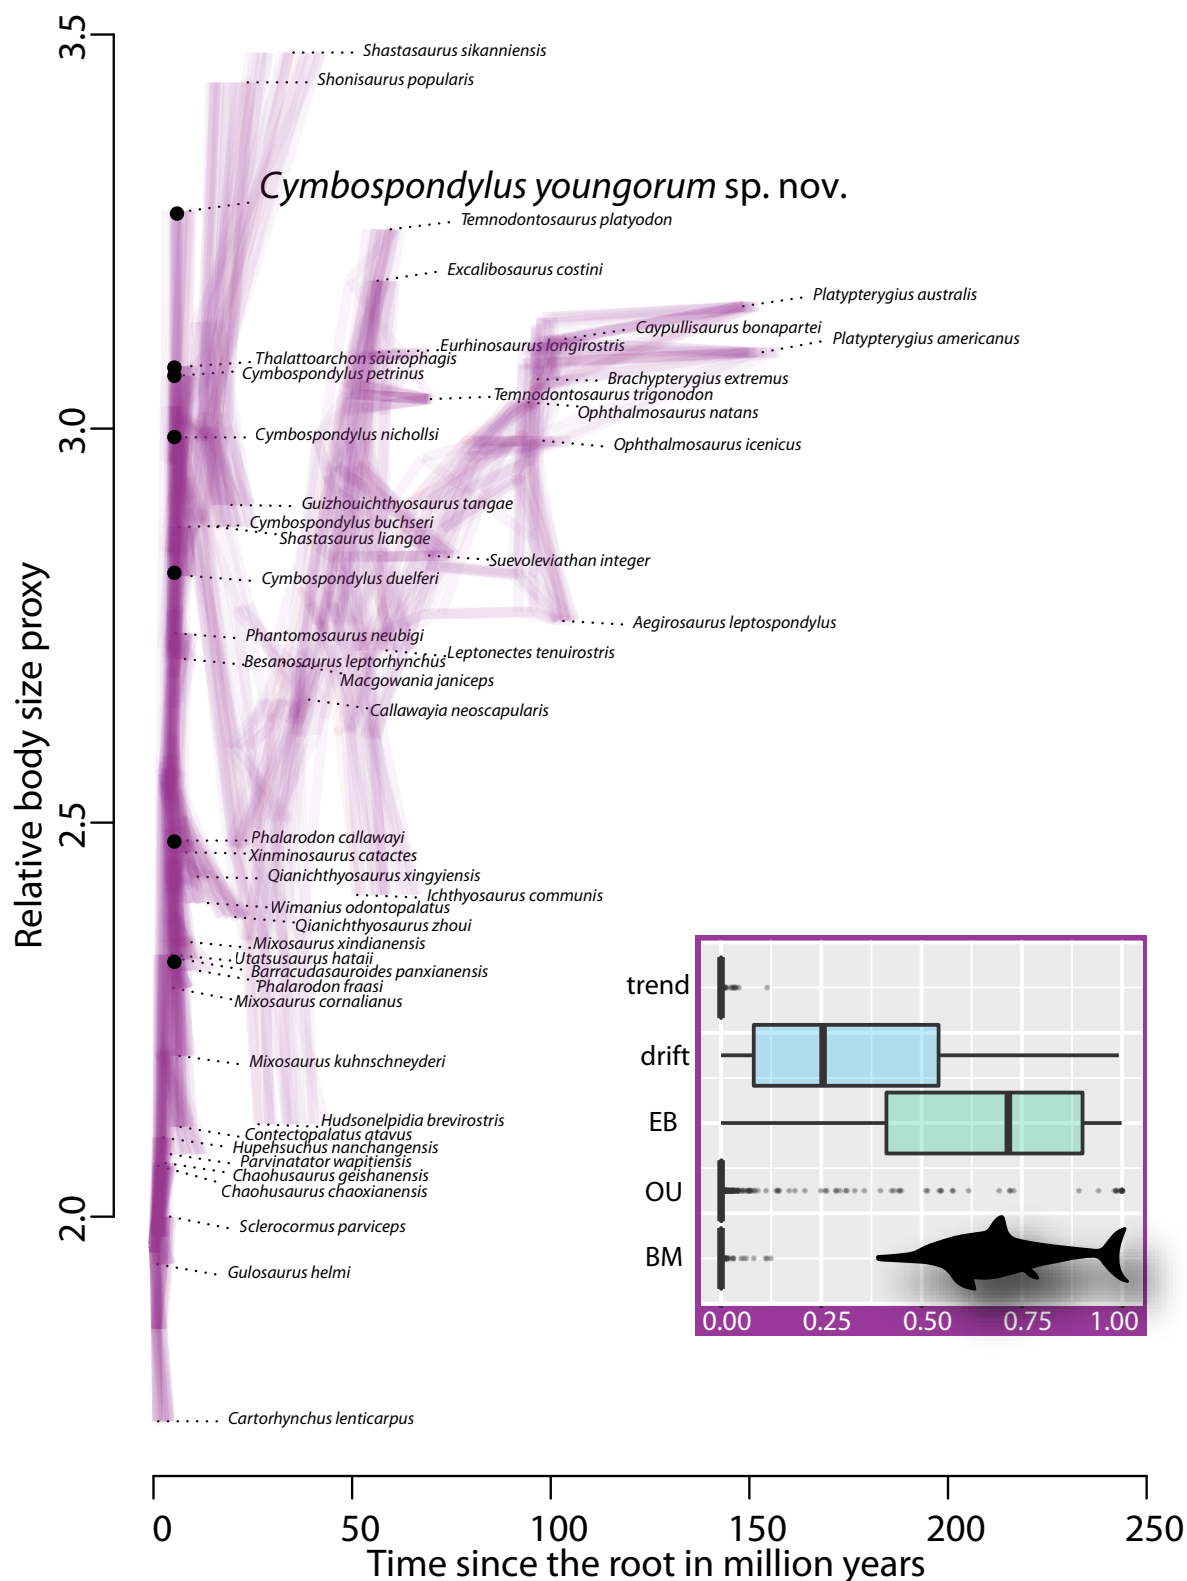 3.5
Shastasaurus sikanniensis
Shonisaurus popularis
Cymbospondylus youngorum sp. nov.
Temnodontosaurus platyodon
Excalibosaurus costini
Platypterygius australis
Caypullisaurus bonapartei
Platypterygius americanus
Eurhinosaurus longirostris
Thalattoarchon saurophagis
Cymbospondylus petrinus
Brachypterygius extremus
Temnodontosaurus trigonodon
Ophthalmosaurus natans
3.0
Cymbospondylus nichollsi
Ophthalmosaurus icenicus
Guizhouichthyosaurus tangae
Cymbospondylus buchseri
Shastasaurus liangae
Suevoleviathan integer
Cymbospondylus duelferi
Aegirosaurus leptospondylus
Phantomosaurus neubigi
Leptonectes tenuirostris
Besanosaurus leptorhynchus
Macgowania janiceps
Callawayia neoscapularis
Relative body size proxy
2.5
Phalarodon callawayi
Xinminosaurus catactes
Qianichthyosaurus xingyiensis
Ichthyosaurus communis
Wimanius odontopalatus
Qianichthyosaurus zhoui
Mixosaurus xindianensis
Utatsusaurus hataii
Barracudasauroides panxianensis
Phalarodon fraasi
Mixosaurus cornalianus
Mixosaurus kuhnschneyderi
Hudsonelpidia brevirostris
Contectopalatus atavus
Hupehsuchus nanchangensis
Parvinatator wapitiensis
Chaohusaurus geishanensis
Chaohusaurus chaoxianensis
2.0
Sclerocormus parviceps
Gulosaurus helmi
Cartorhynchus lenticarpus
trend
drift
EB
OU
BM
0.00 0.25 0.50 0.75 1.00
0 50 100 150 200 250
Time since the root in million years